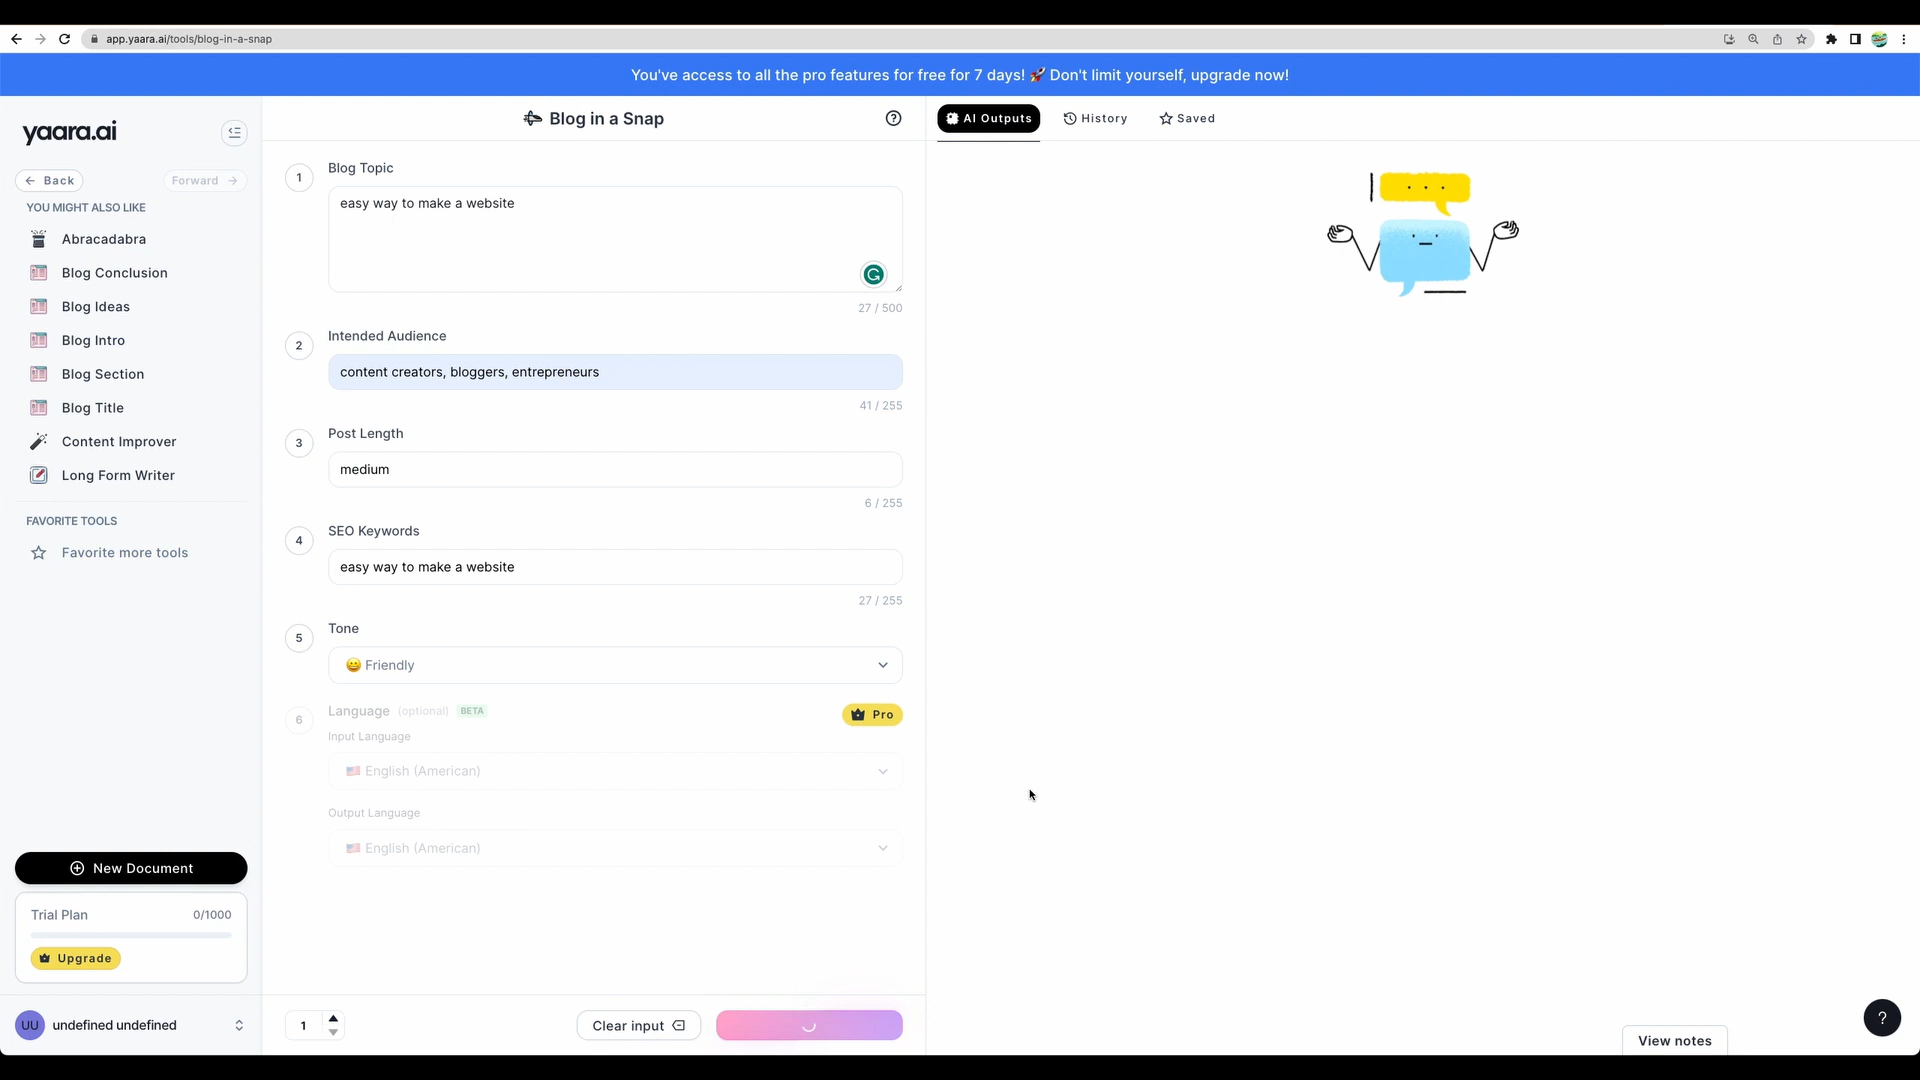 app.yaara.ai/tools/blog-in-a-snap
You've access to all the pro features for free for 7 days! 🚀 Don't limit yourself, upgrade now!
yaara.ai
Back
Forward
YOU MIGHT ALSO LIKE
Abracadabra
Blog Conclusion
Blog Ideas
Blog Intro
Blog Section
Blog Title
Content Improver
Long Form Writer
FAVORITE TOOLS
Favorite more tools
New Document
Trial Plan 0/1000
Upgrade
UU undefined undefined
Blog in a Snap
1 Blog Topic
easy way to make a website
27 / 500
2 Intended Audience
content creators, bloggers, entrepreneurs
41 / 255
3 Post Length
medium
6 / 255
4 SEO Keywords
easy way to make a website
27 / 255
5 Tone
😄 Friendly
6 Language (optional) BETA Pro
Input Language
🇺🇸 English (American)
Output Language
🇺🇸 English (American)
1
Clear input
AI Outputs History Saved
View notes
?